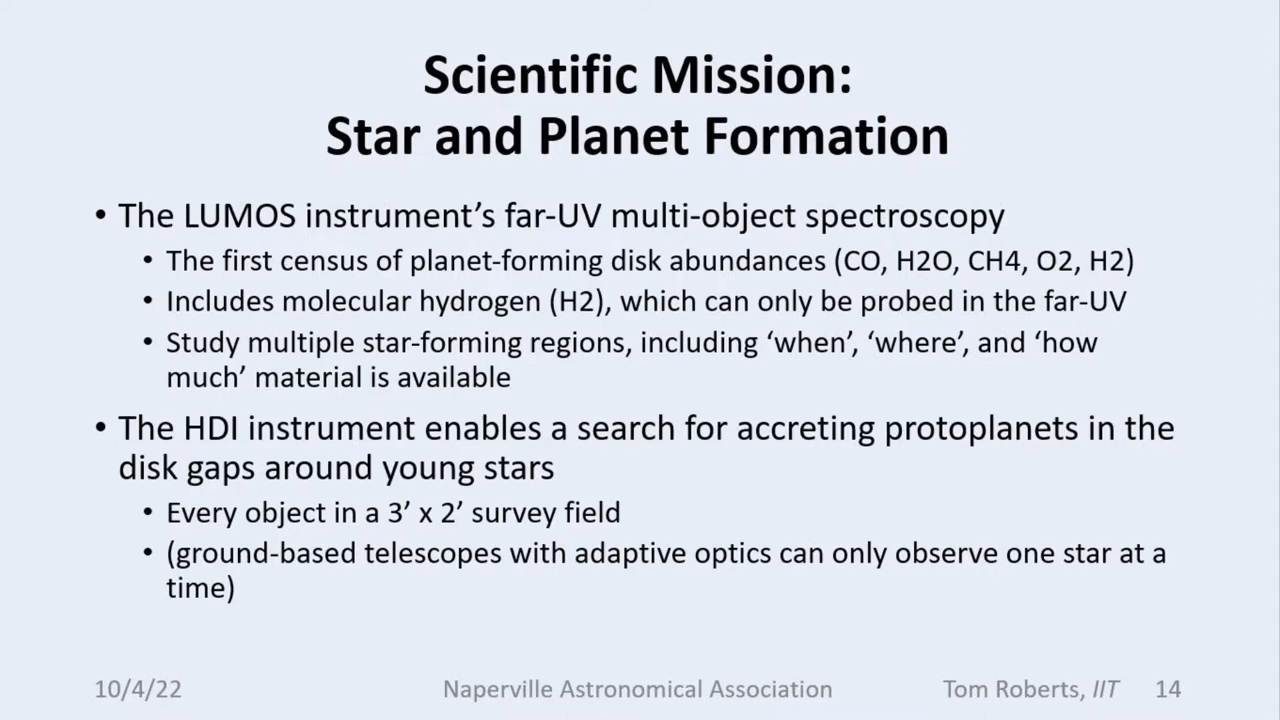 Scientific Mission:
Star and Planet Formation
• The LUMOS instrument’s far-UV multi-object spectroscopy
• The first census of planet-forming disk abundances (CO, H2O, CH4, O2, H2)
• Includes molecular hydrogen (H2), which can only be probed in the far-UV
• Study multiple star-forming regions, including ‘when’, ‘where’, and ‘how
much’ material is available
• The HDI instrument enables a search for accreting protoplanets in the
disk gaps around young stars
• Every object in a 3’ x 2’ survey field
• (ground-based telescopes with adaptive optics can only observe one star at a
time)
10/4/22 Naperville Astronomical Association Tom Roberts, IIT 14